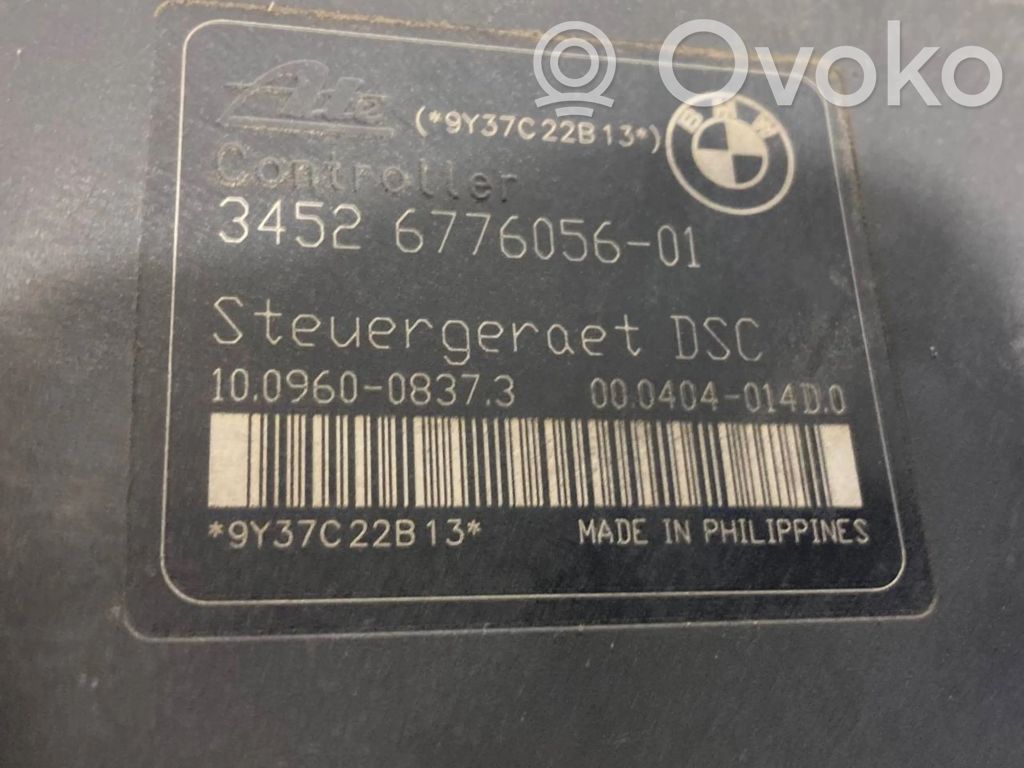 Ovoko
Ate
(*9Y37C22B13*)
BMW
Controller
3452 6776056-01
Steuergeraet DSC
10.0960-0837.3 00.0404-014D.0
*9Y37C22B13* MADE IN PHILIPPINES